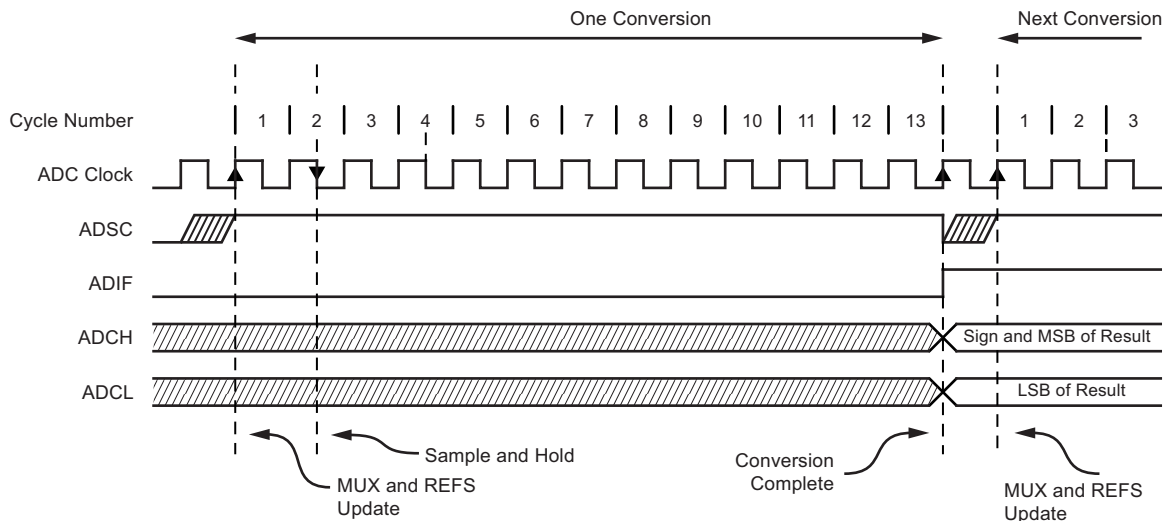 One Conversion
Next Conversion
Cycle Number
1 2 3 4 5 6 7 8 9 10 11 12 13 1 2 3
ADC Clock
ADSC
ADIF
ADCH
Sign and MSB of Result
ADCL
LSB of Result
Sample and Hold
MUX and REFS
Update
Conversion
Complete
MUX and REFS
Update